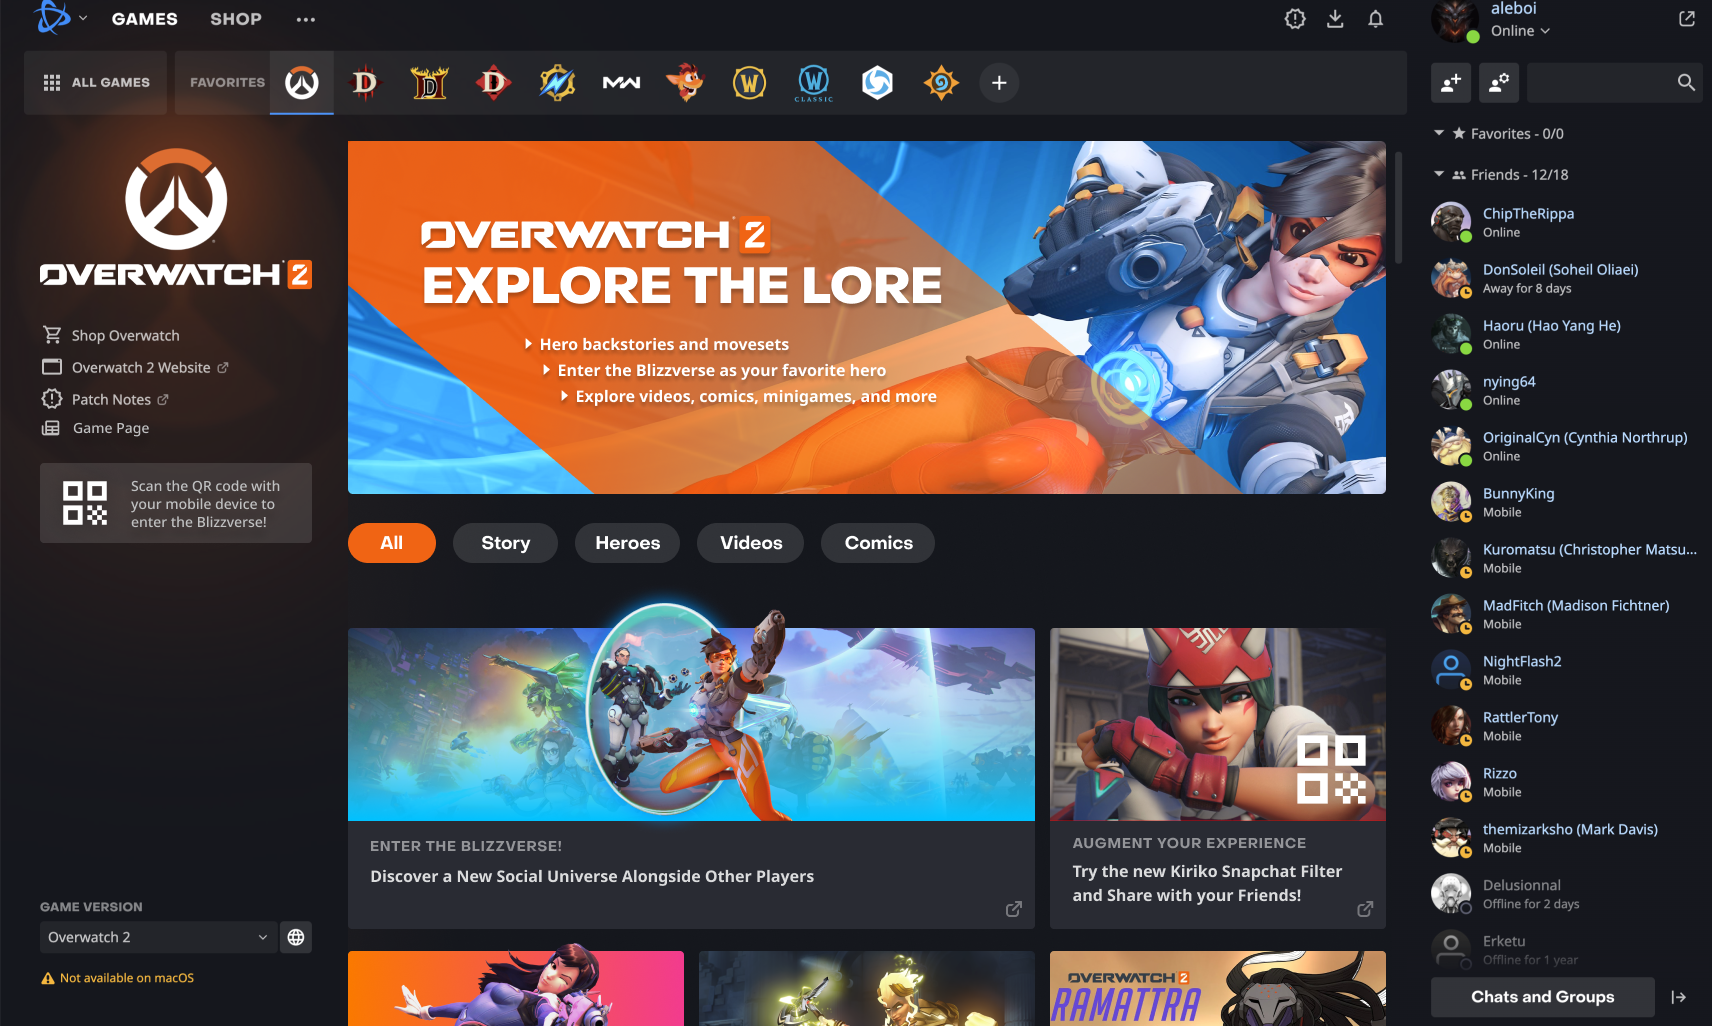 GAMES
SHOP
aleboi
Online
ALL GAMES
FAVORITES
CLASSIC
Favorites - 0/0
Friends - 12/18
OVERWATCH 2
Shop Overwatch
Overwatch 2 Website
Patch Notes
Game Page
Scan the QR code with
your mobile device to
enter the Blizzverse!
GAME VERSION
Overwatch 2
Not available on macOS
OVERWATCH 2
EXPLORE THE LORE
Hero backstories and movesets
Enter the Blizzverse as your favorite hero
Explore videos, comics, minigames, and more
All
Story
Heroes
Videos
Comics
ENTER THE BLIZZVERSE!
Discover a New Social Universe Alongside Other Players
AUGMENT YOUR EXPERIENCE
Try the new Kiriko Snapchat Filter
and Share with your Friends!
OVERWATCH 2
RAMATTRA
ChipTheRippa
Online
DonSoleil (Soheil Oliaei)
Away for 8 days
Haoru (Hao Yang He)
Online
nying64
Online
OriginalCyn (Cynthia Northrup)
Online
BunnyKing
Mobile
Kuromatsu (Christopher Matsu...
Mobile
MadFitch (Madison Fichtner)
Mobile
NightFlash2
Mobile
RattlerTony
Mobile
Rizzo
Mobile
themizarksho (Mark Davis)
Mobile
Delusionnal
Offline for 2 days
Erketu
Offline for 1 year
Chats and Groups